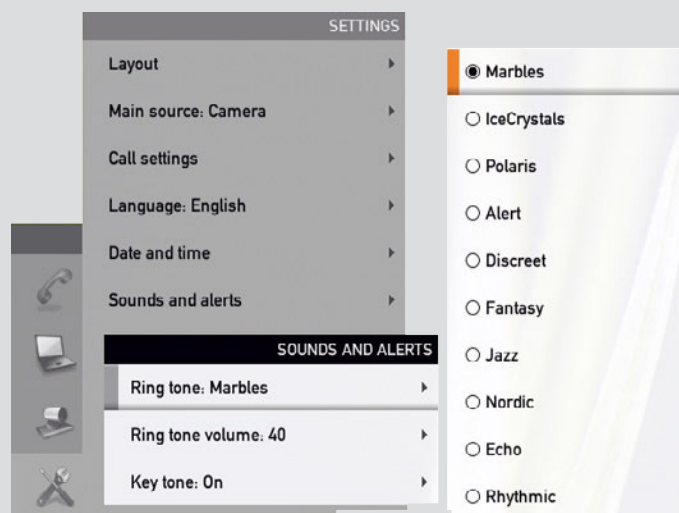 SETTINGS
Layout
Main source: Camera
Call settings
Language: English
Date and time
Sounds and alerts
SOUNDS AND ALERTS
Ring tone: Marbles
Ring tone volume: 40
Key tone: On
Marbles
IceCrystals
Polaris
Alert
Discreet
Fantasy
Jazz
Nordic
Echo
Rhythmic